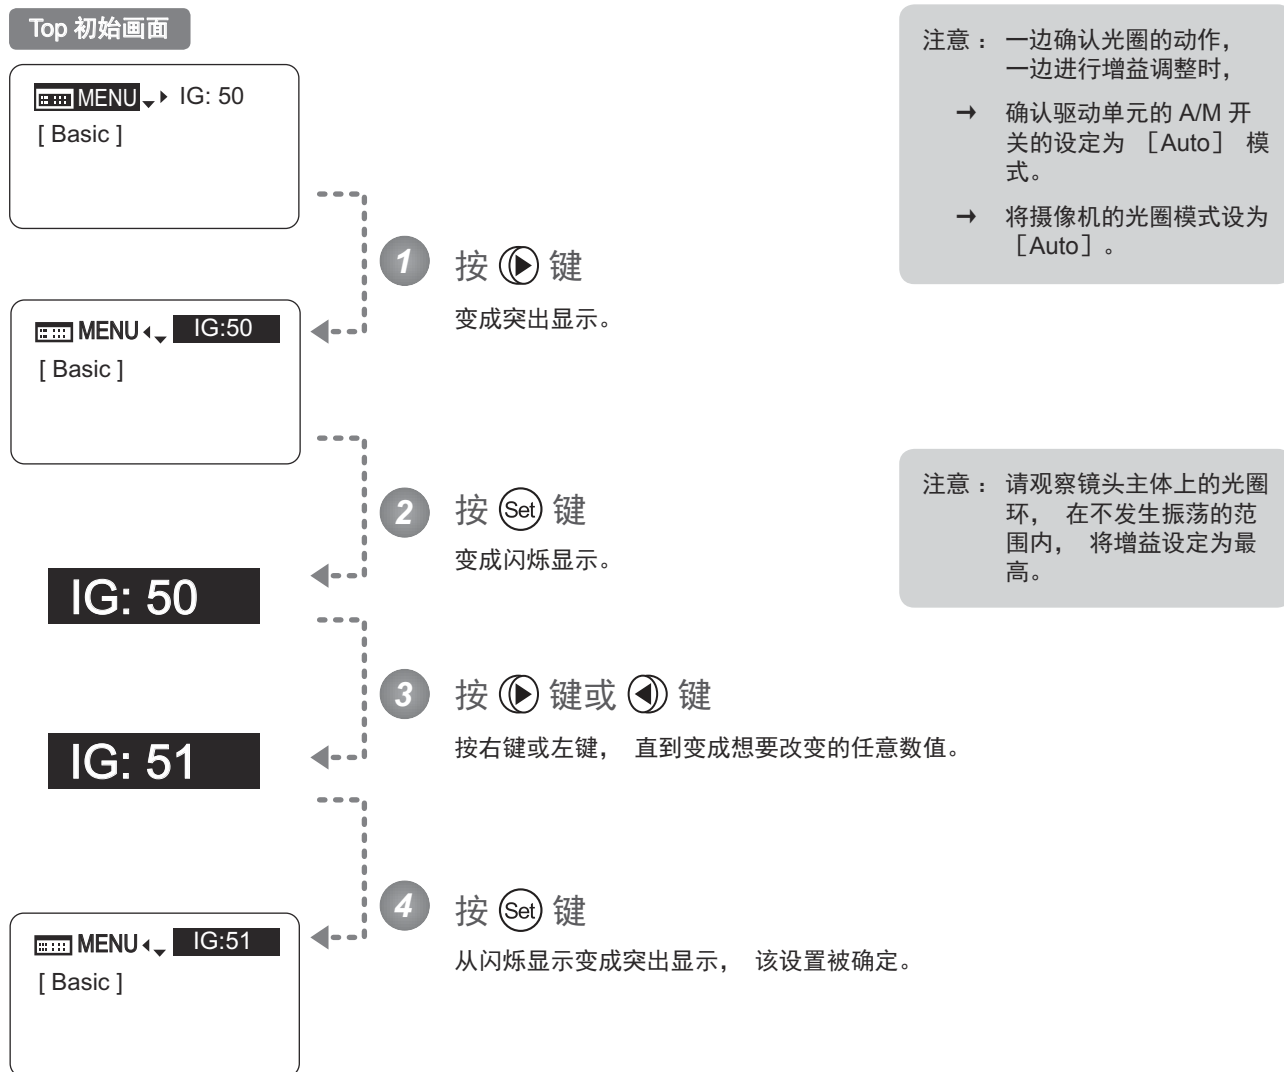 Top 初始画面
MENU IG: 50
[ Basic ]
注意： 一边确认光圈的动作，
一边进行增益调整时，
→ 确认驱动单元的 A/M 开
关的设定为 ［Auto］ 模
式。
→ 将摄像机的光圈模式设为
［Auto］。
1 按 键
变成突出显示。
MENU IG:50
[ Basic ]
2 按 Set 键
变成闪烁显示。
注意： 请观察镜头主体上的光圈
环， 在不发生振荡的范
围内， 将增益设定为最
高。
IG: 50
3 按 键或 键
按右键或左键， 直到变成想要改变的任意数值。
IG: 51
4 按 Set 键
从闪烁显示变成突出显示， 该设置被确定。
MENU IG:51
[ Basic ]